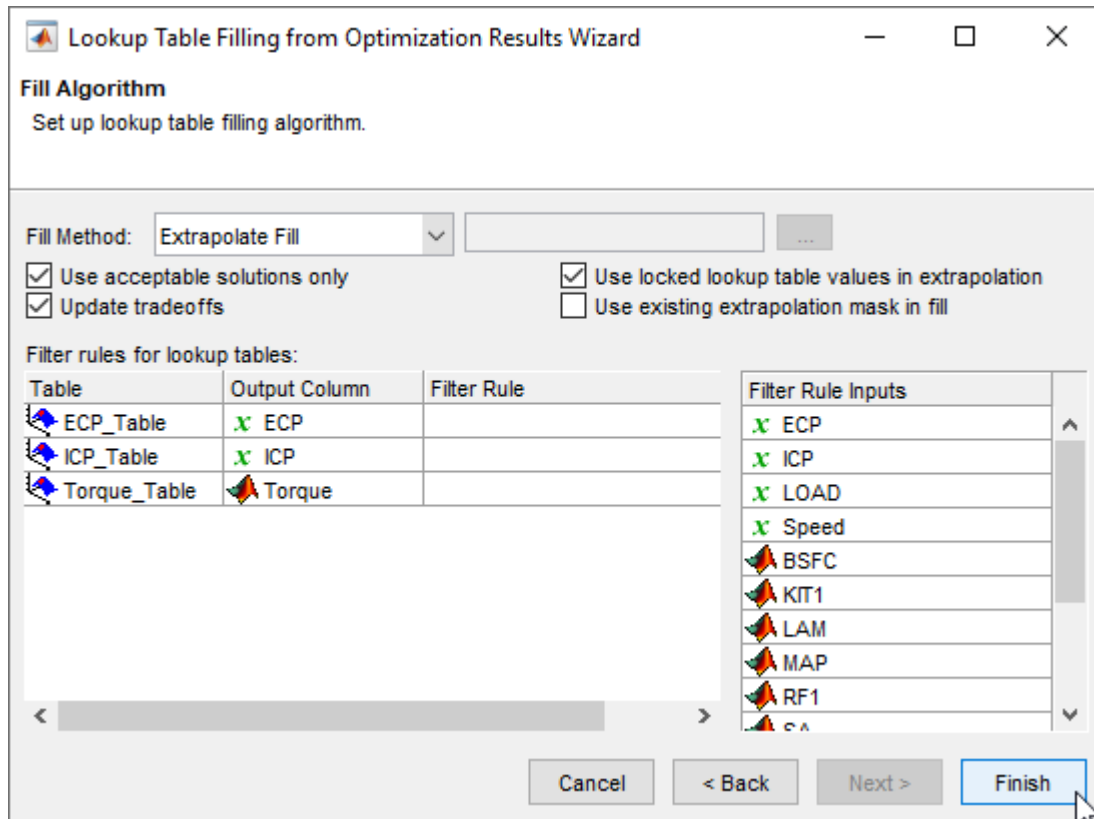 Lookup Table Filling from Optimization Results Wizard
Fill Algorithm
Set up lookup table filling algorithm.
Fill Method: Extrapolate Fill ...
Use acceptable solutions only Use locked lookup table values in extrapolation
Update tradeoffs Use existing extrapolation mask in fill
Filter rules for lookup tables:
Table Output Column Filter Rule Filter Rule Inputs
ECP_Table x ECP x ECP
ICP_Table x ICP x ICP
Torque_Table Torque x LOAD
x Speed
BSFC
KIT1
LAM
MAP
RF1
Cancel < Back Next > Finish